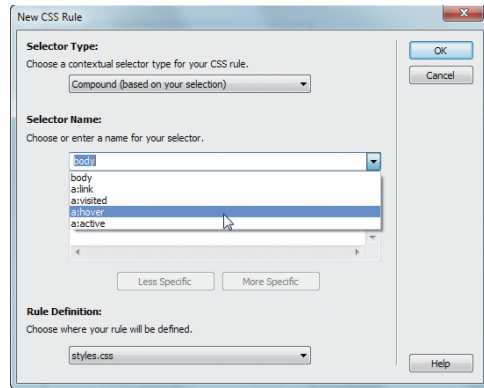 New CSS Rule
Selector Type:
Choose a contextual selector type for your CSS rule.
Compound (based on your selection)
OK
Cancel
Selector Name:
Choose or enter a name for your selector.
body
body
a:link
a:visited
a:hover
a:active
Less Specific
More Specific
Rule Definition:
Choose where your rule will be defined.
styles.css
Help